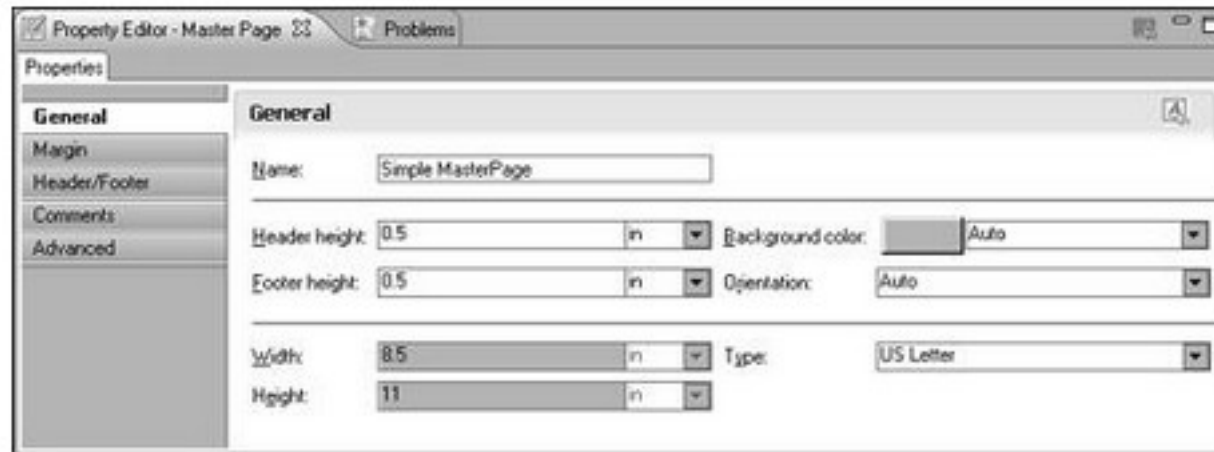 Property Editor - Master Page Problems
Properties
General
Margin
Header/Footer
Comments
Advanced
General
Name: Simple MasterPage
Header height: 0.5 in Background color: Auto
Footer height: 0.5 in Orientation: Auto
Width: 8.5 in Type: US Letter
Height: 11 in